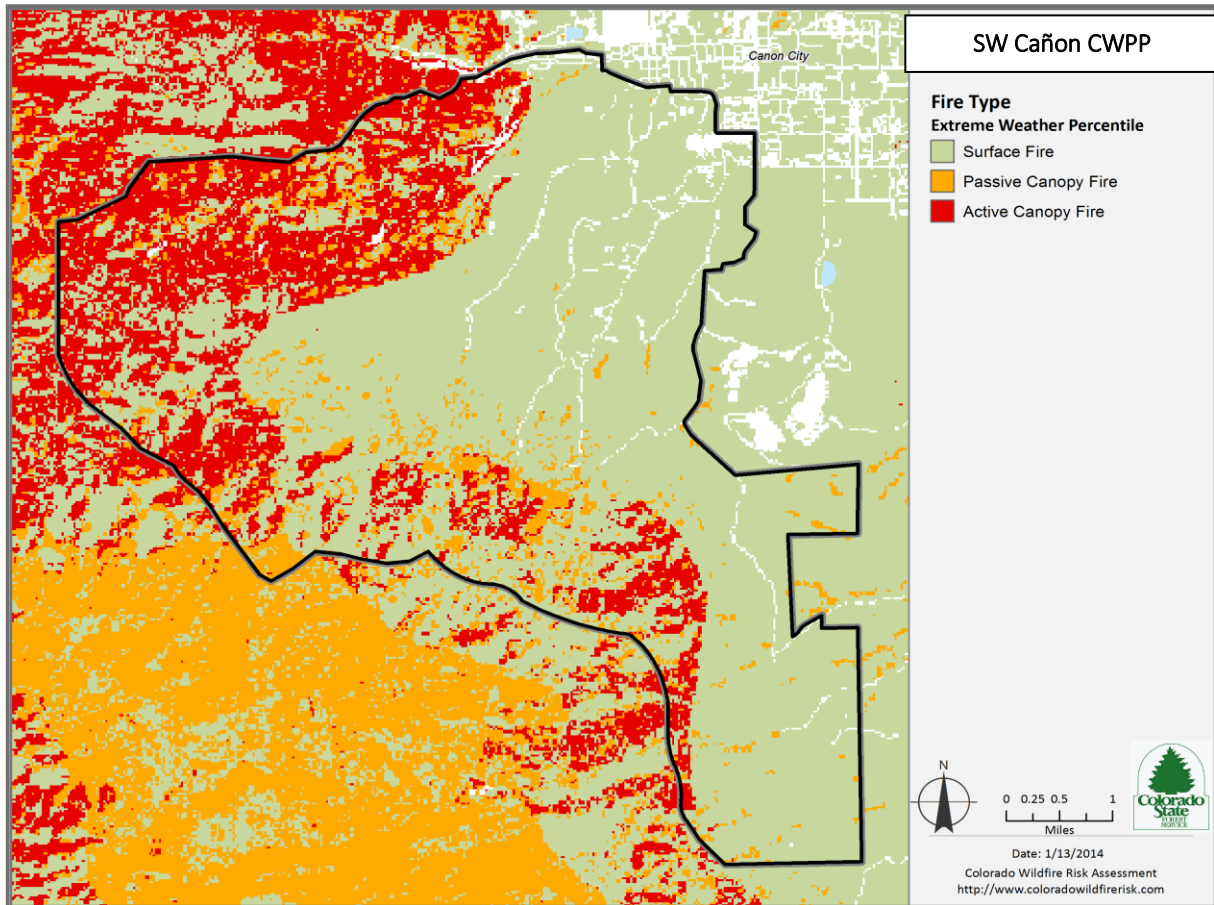 SW Cañon CWPP
Canon City
Fire Type
Extreme Weather Percentile
Surface Fire
Passive Canopy Fire
Active Canopy Fire
N
0 0.25 0.5 1
Miles
Colorado
State
FOREST
SERVICE
Date: 1/13/2014
Colorado Wildfire Risk Assessment
http://www.coloradowildfirerisk.com